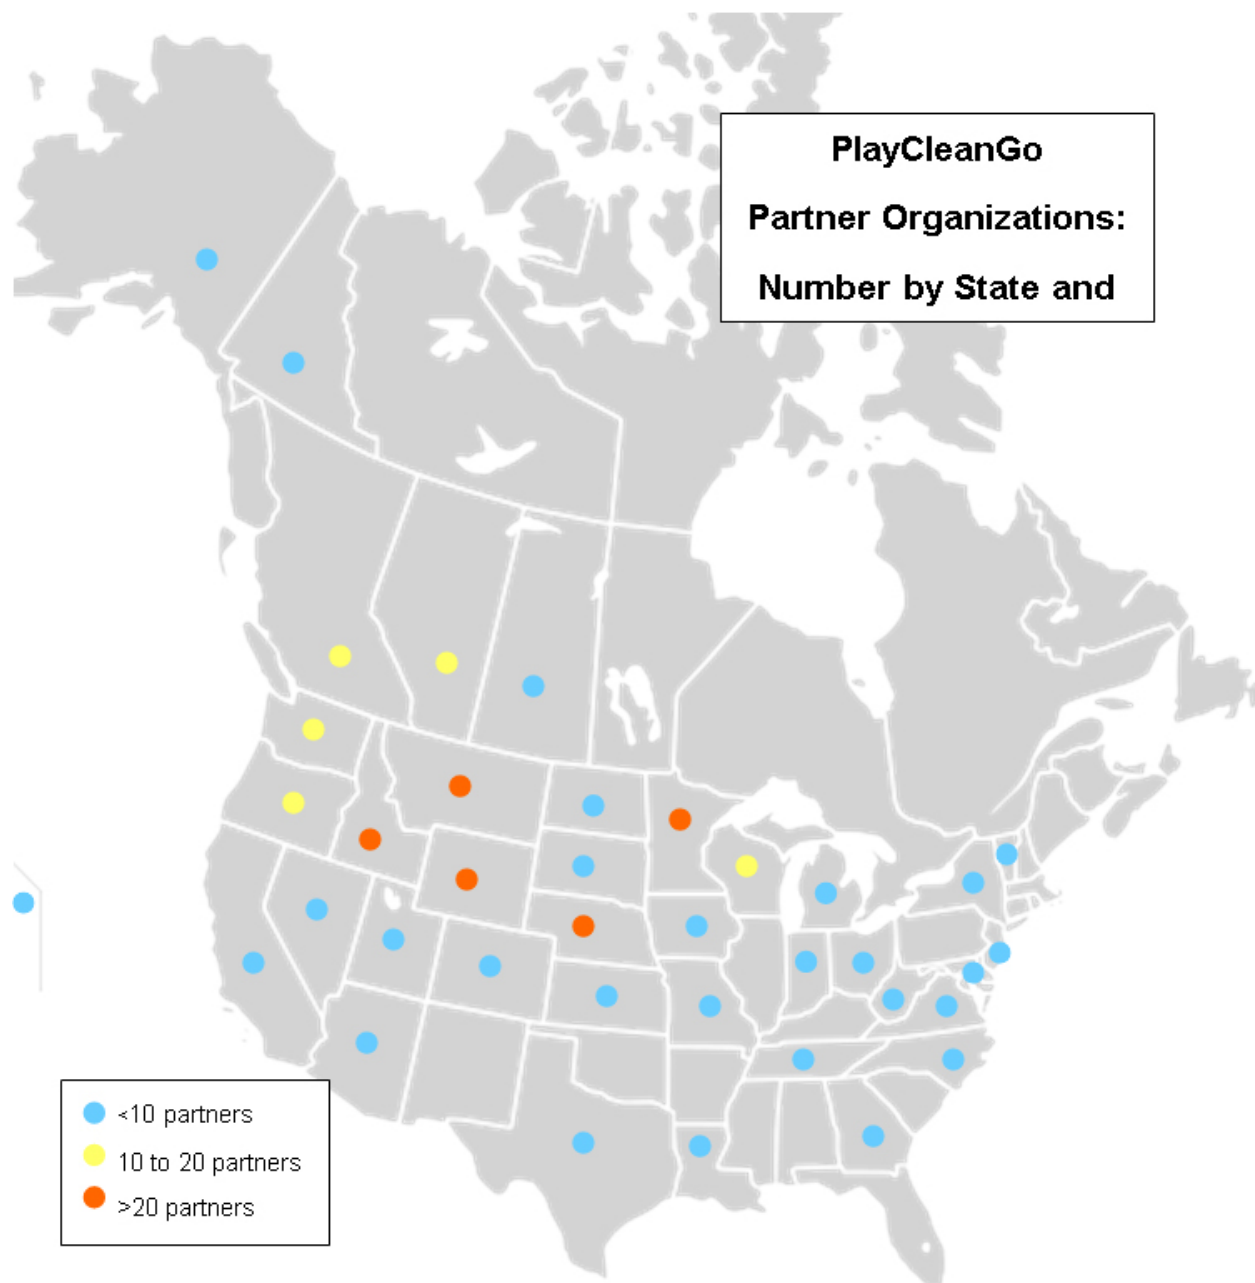 PlayCleanGo
Partner Organizations:
Number by State and
<10 partners
10 to 20 partners
>20 partners